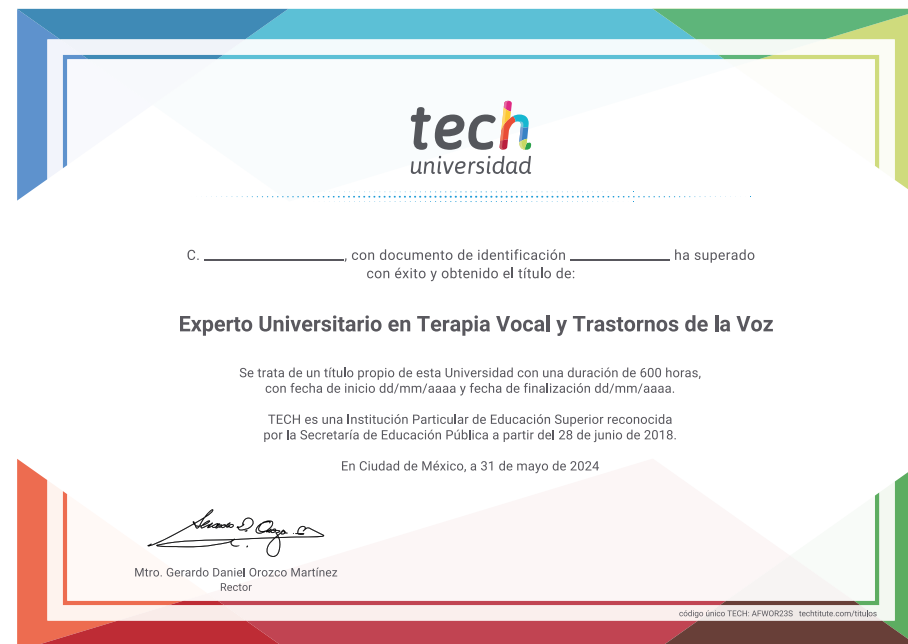 tech
universidad
C. ____________, con documento de identificación ____________ ha superado
con éxito y obtenido el título de:
Experto Universitario en Terapia Vocal y Trastornos de la Voz
Se trata de un título propio de esta Universidad con una duración de 600 horas,
con fecha de inicio dd/mm/aaaa y fecha de finalización dd/mm/aaaa.
TECH es una Institución Particular de Educación Superior reconocida
por la Secretaría de Educación Pública a partir del 28 de junio de 2018.
En Ciudad de México, a 31 de mayo de 2024
Mtro. Gerardo Daniel Orozco Martínez
Rector
código único TECH: AFWOR23S techtitute.com/titulos